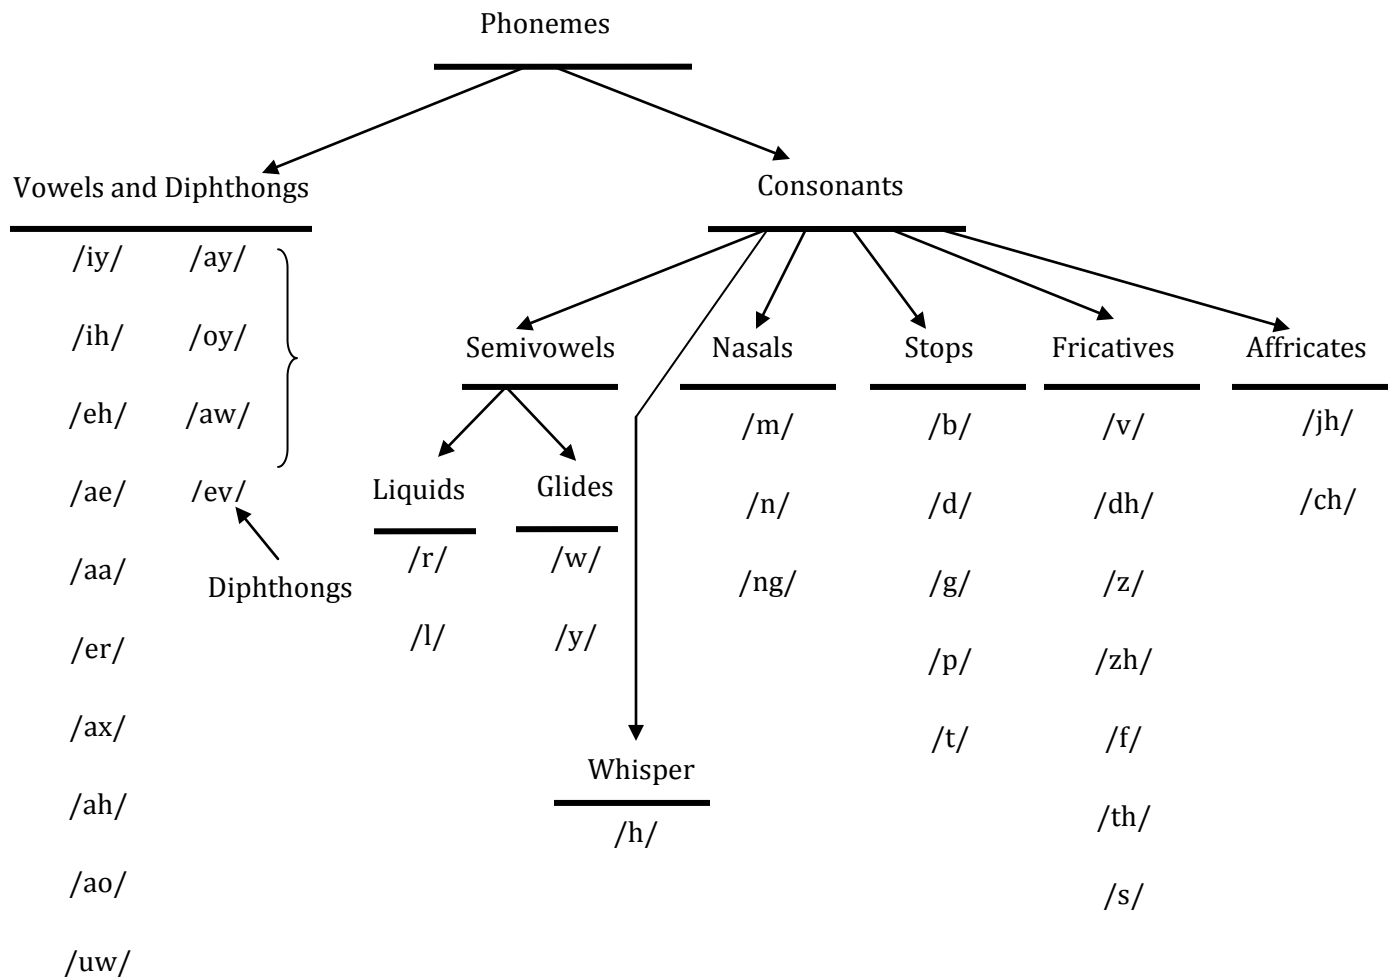 Phonemes
Vowels and Diphthongs
Consonants
/iy/ /ay/
/ih/ /oy/
/eh/ /aw/
/ae/ /ev/
/aa/
Diphthongs
/er/
/ax/
/ah/
/ao/
/uw/
Semivowels
Liquids
/r/
/l/
Glides
/w/
/y/
Whisper
/h/
Nasals
/m/
/n/
/ng/
Stops
/b/
/d/
/g/
/p/
/t/
Fricatives
/v/
/dh/
/z/
/zh/
/f/
/th/
/s/
Affricates
/jh/
/ch/